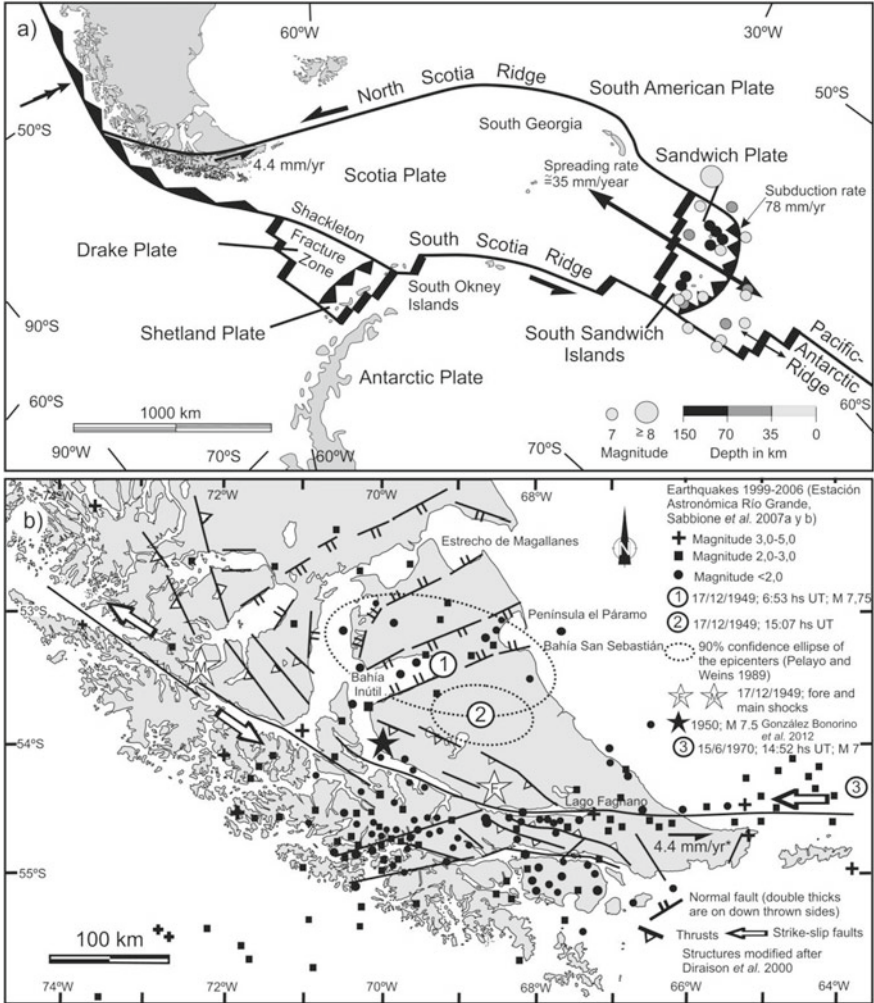 a)
60ºW
30ºW
North Scotia Ridge
South American Plate
50ºS
50ºS
South Georgia
4.4 mm/yr
Scotia Plate
Sandwich Plate
Spreading rate
≅35 mm/year
Subduction rate
78 mm/yr
Shackleton
Fracture
Zone
Drake Plate
South Scotia Ridge
South Okney
Islands
Shetland Plate
South Sandwich
Islands
Pacific-
Antarctic
Ridge
90ºS
Antarctic Plate
60ºS
60ºS
1000 km
7
≥8
Magnitude
150 70 35 0
Depth in km
90ºW
70ºS
60ºW
70ºS
b)
74ºW
72ºW
70ºW
68ºW
Earthquakes 1999-2006 (Estación
Astronómica Río Grande,
Sabbione et al. 2007a y b)
Magnitude 3,0-5,0
Magnitude 2,0-3,0
Magnitude <2,0
1 17/12/1949; 6:53 hs UT; M 7,75
2 17/12/1949; 15:07 hs UT
90% confidence ellipse
of the epicenters (Pelayo and
Weins 1989)
F
17/12/1949; fore and
main shocks
1950; M 7.5 González Bonorino
et al. 2012
3 15/6/1970; 14:52 hs UT; M 7
N
Estrecho de Magallanes
53ºS
Península el Páramo
Bahía San Sebastián
1
Bahía
Inútil
2
54ºS
F
Lago Fagnano
3
4.4 mm/yr*
55ºS
Normal fault (double thicks
are on down thrown sides)
Thrusts
Strike-slip faults
Structures modified after
Diraison et al. 2000
100 km
74ºW
72ºW
70ºW
68ºW
66ºW
64ºW